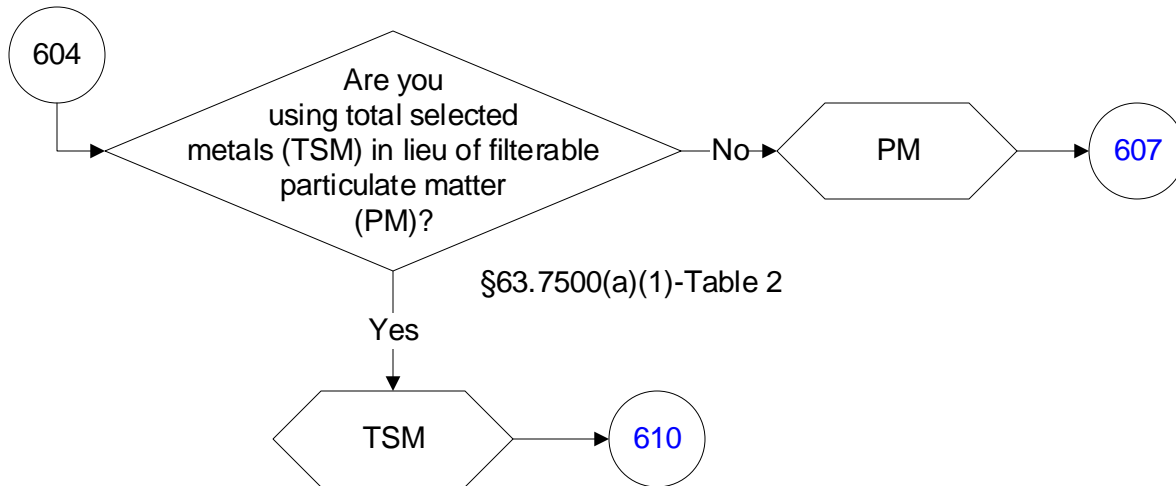 604
Are you
using total selected
metals (TSM) in lieu of filterable
particulate matter
(PM)?
No
PM
607
§63.7500(a)(1)-Table 2
Yes
TSM
610